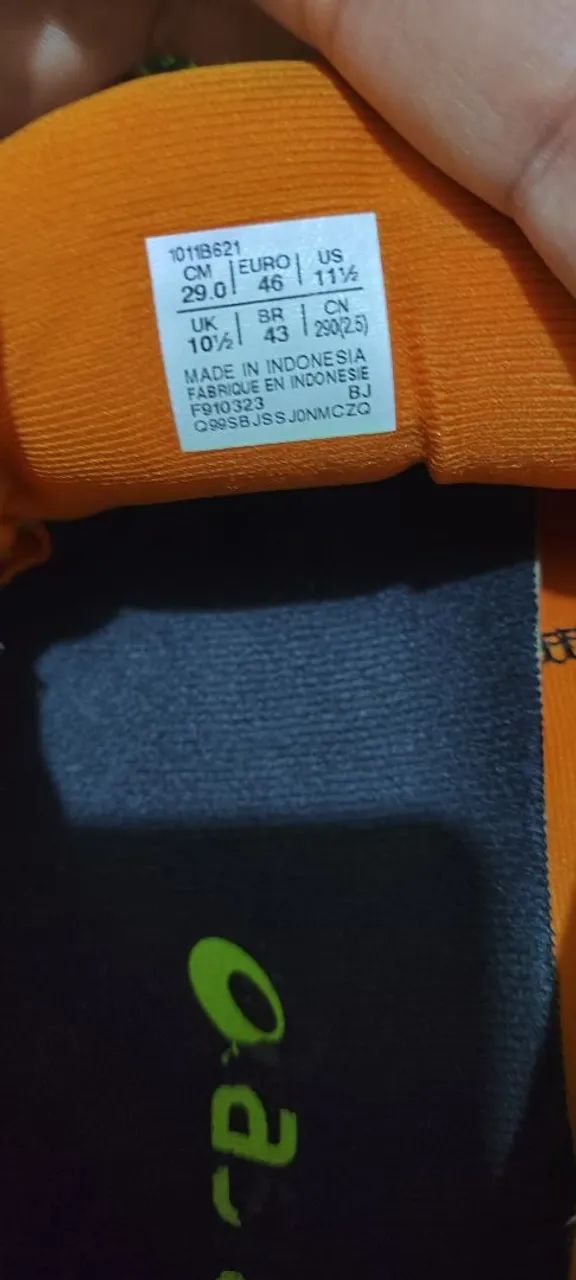 1011B621
CM | EURO | US
29.0 | 46 | 11½
UK | BR | CN
10½ | 43 | 290(2.5)
MADE IN INDONESIA
FABRIQUE EN INDONESIE
F910323 BJ
Q99SBJSSJ0NMCZQ